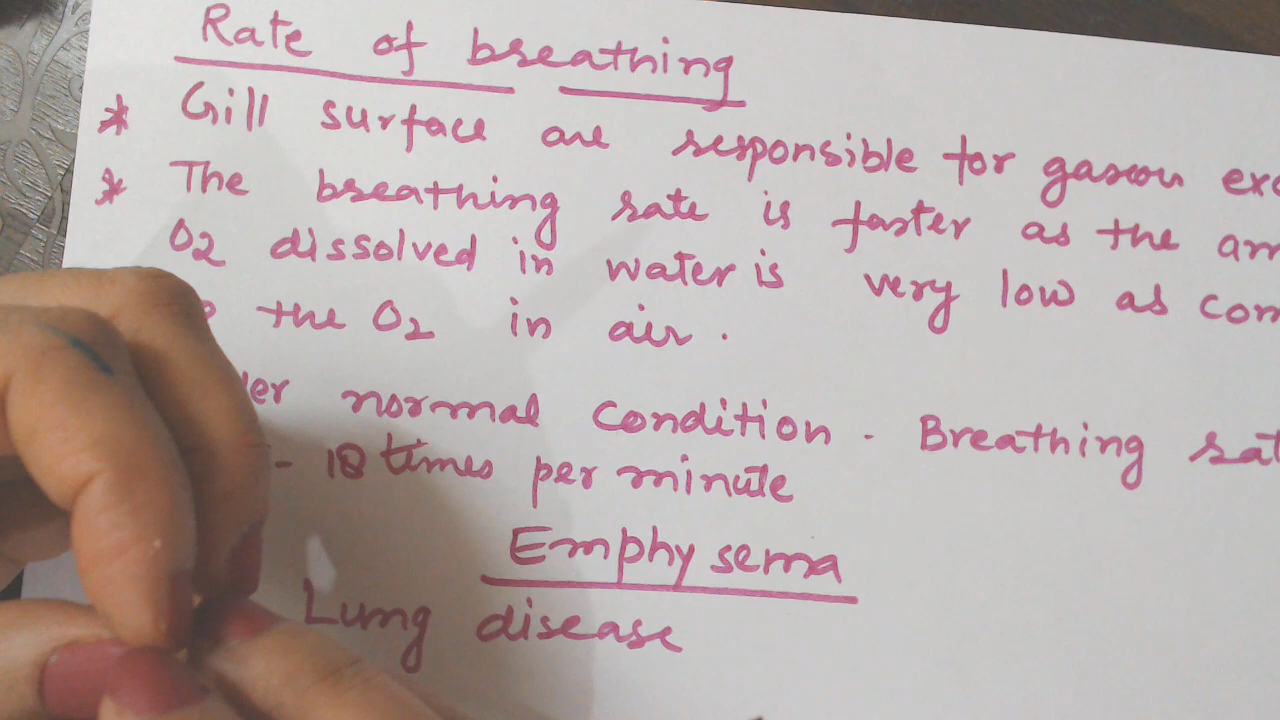 Rate of breathing
* Gill surface are responsible for gaseou
* The breathing rate is faster as the
O2 dissolved in water is very low as
the O2 in air.
normal condition - Breathing
- 18 times per minute
Emphysema
Lung disease